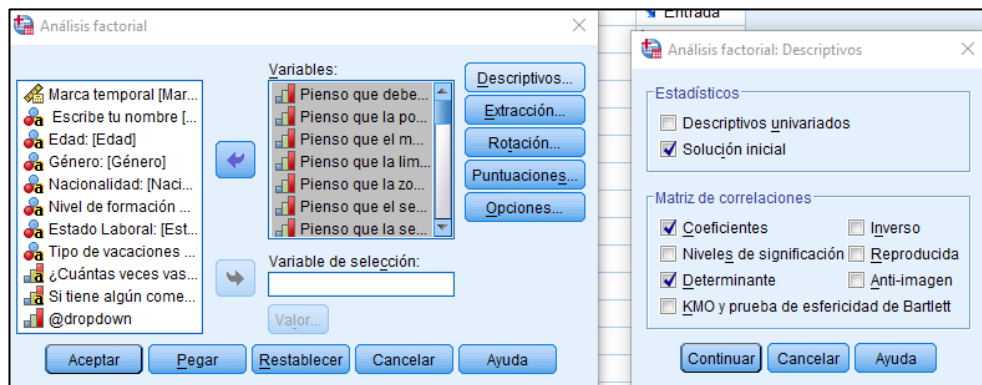 Análisis factorial
Marca temporal [Mar...
Escribe tu nombre [...
Edad: [Edad]
Género: [Género]
Nacionalidad: [Naci...
Nivel de formación ...
Estado Laboral: [Est...
Tipo de vacaciones ...
¿Cuántas veces vas...
Si tiene algún come...
@dropdown
Variables:
Pienso que debe...
Pienso que la po...
Pienso que el m...
Pienso que la lim...
Pienso que la zo...
Pienso que el se...
Pienso que la se...
Variable de selección:
Valor...
Descriptivos...
Extracción...
Rotación...
Puntuaciones...
Opciones...
Aceptar
Pegar
Restablecer
Cancelar
Ayuda
Entrada
Análisis factorial: Descriptivos
Estadísticos
Descriptivos univariados
Solución inicial
Matriz de correlaciones
Coeficientes
Inverso
Niveles de significación
Reproducida
Determinante
Anti-imagen
KMO y prueba de esfericidad de Bartlett
Continuar
Cancelar
Ayuda